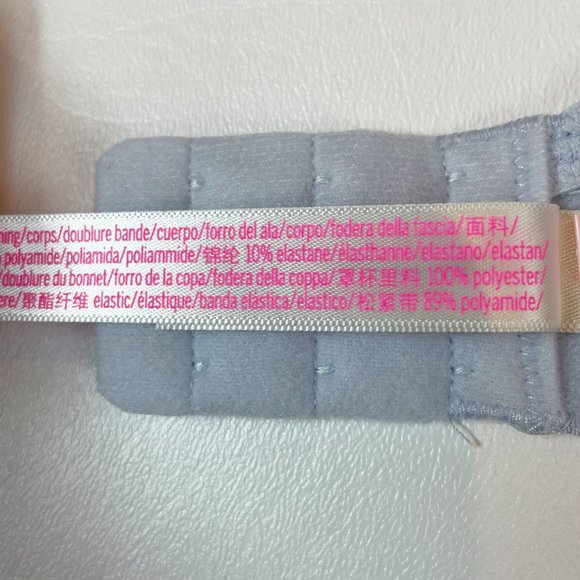 ning/corps/doublure bande/cuerpo/forro del ala/corpo/fodera della fascia/面料/
polyamide/poliamida/poliammide/锦纶 10% elastane/élasthanne/elastano/elastan/
/doublure du bonnet/forro de la copa/fodera della coppa/罩杯里料 100% polyester/
ere/聚酯纤维 elastic/élastique/banda elástica/elastico/松紧带 89% polyamide/